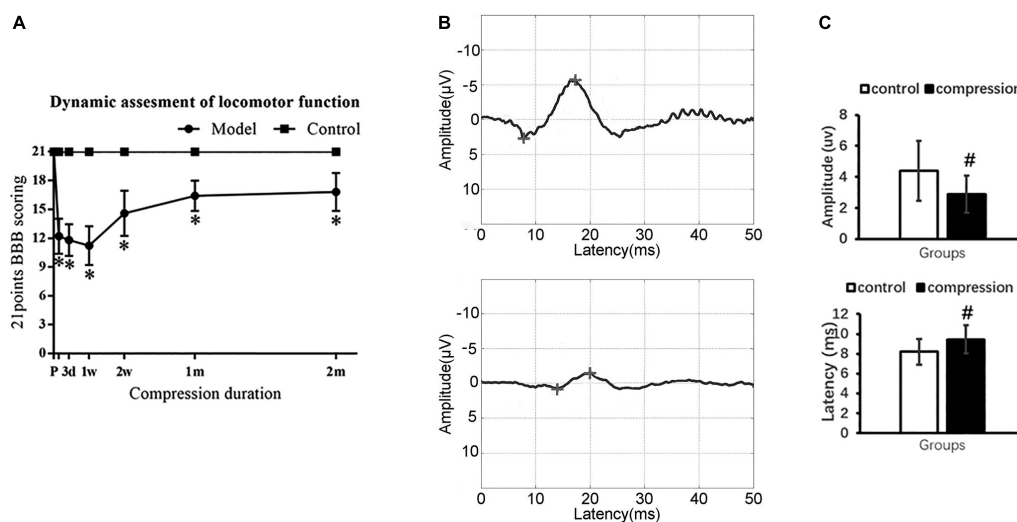 A
Dynamic assesment of locomotor function
Model Control
21points BBB scoring
21
18
15
12
9
6
3
0
* * * * * *
P 3d 1w 2w 1m 2m
Compression duration
B
Amplitude(μV)
-10
-5
0
5
10
0 10 20 30 40 50
Latency(ms)
Amplitude(μV)
-10
-5
0
5
10
0 10 20 30 40 50
Latency(ms)
C
control compression
Amplitude (uv)
8
6
4
2
0
#
Groups
control compression
Latency (ms)
12
10
8
6
4
2
0
#
Groups